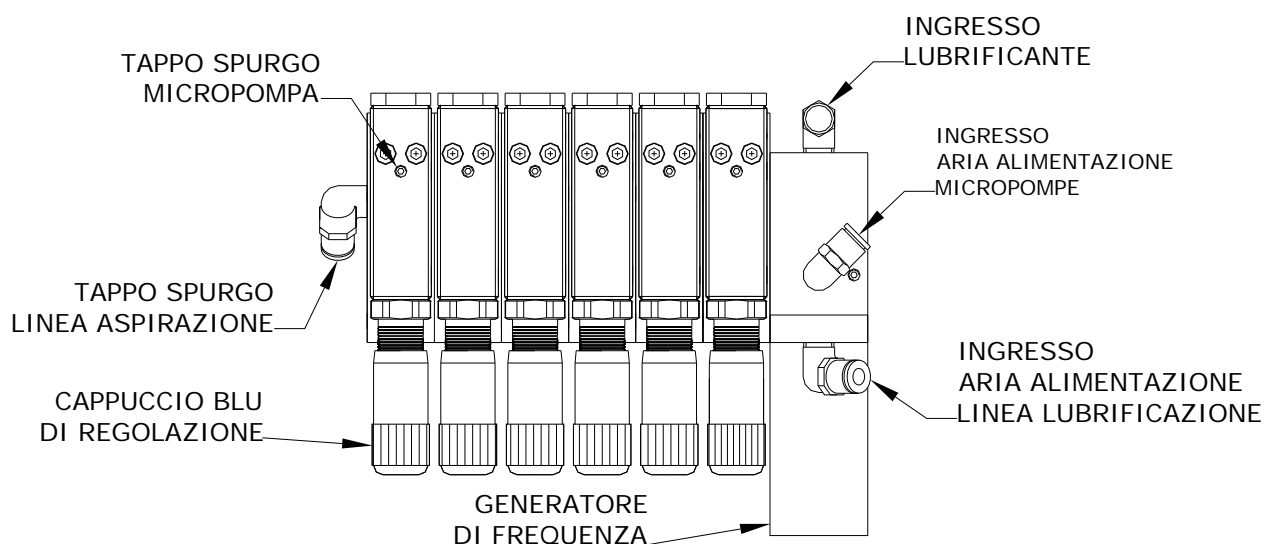 TAPPO SPURGO
MICROPOMPA
INGRESSO
LUBRIFICANTE
INGRESSO
ARIA ALIMENTAZIONE
MICROPOMPE
TAPPO SPURGO
LINEA ASPIRAZIONE
INGRESSO
ARIA ALIMENTAZIONE
LINEA LUBRIFICAZIONE
CAPPUCCIO BLU
DI REGOLAZIONE
GENERATORE
DI FREQUENZA